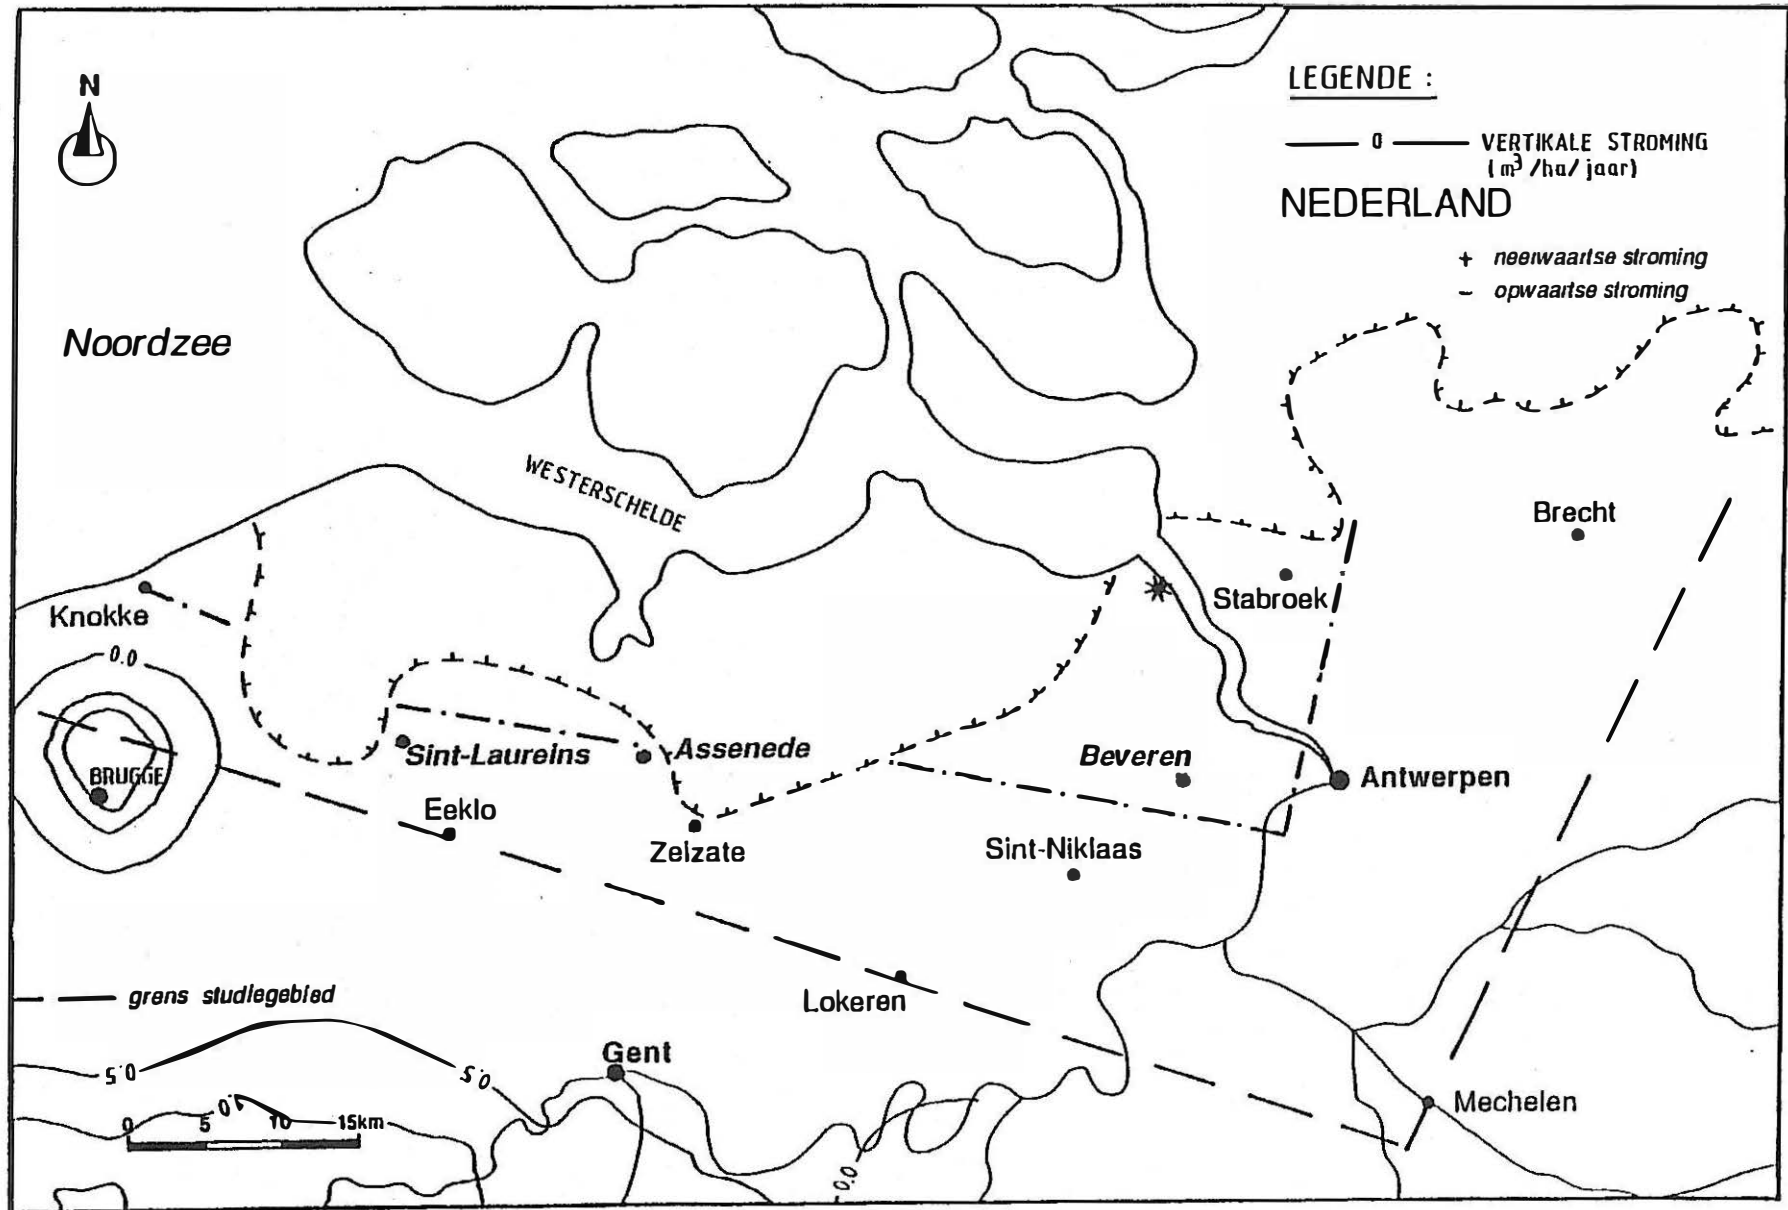 N
LEGENDE :
0 VERTIKALE STROMING
(m³/ha/jaar)
NEDERLAND
+ neerwaartse stroming
- opwaartse stroming
Noordzee
WESTERSCHELDE
Brecht
Stabroek
Knokke
0.0
Sint-Laureins
Assenede
Beveren
Antwerpen
BRUGGE
Eeklo
Zelzate
Sint-Niklaas
grens studiegebied
Lokeren
Gent
0.5
0.5
1.0
0 5 10 15km
Mechelen
0.0